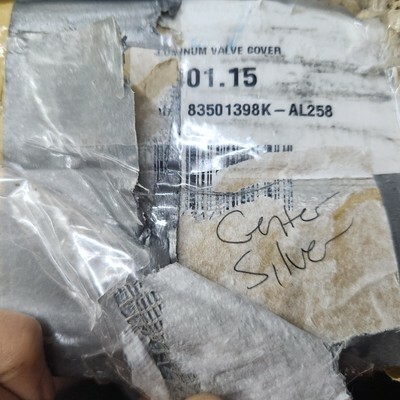 UMINUM VALVE COVER
01.15
83501398K-AL258
Center
Silver